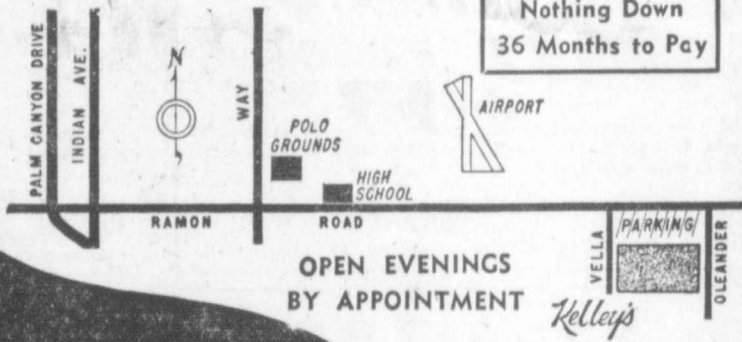 Nothing Down
36 Months to Pay
PALM CANYON DRIVE
INDIAN AVE.
N
WAY
POLO
GROUNDS
HIGH
SCHOOL
AIRPORT
RAMON ROAD
VELLA
PARKING
OLEANDER
OPEN EVENINGS
BY APPOINTMENT
Kelley's